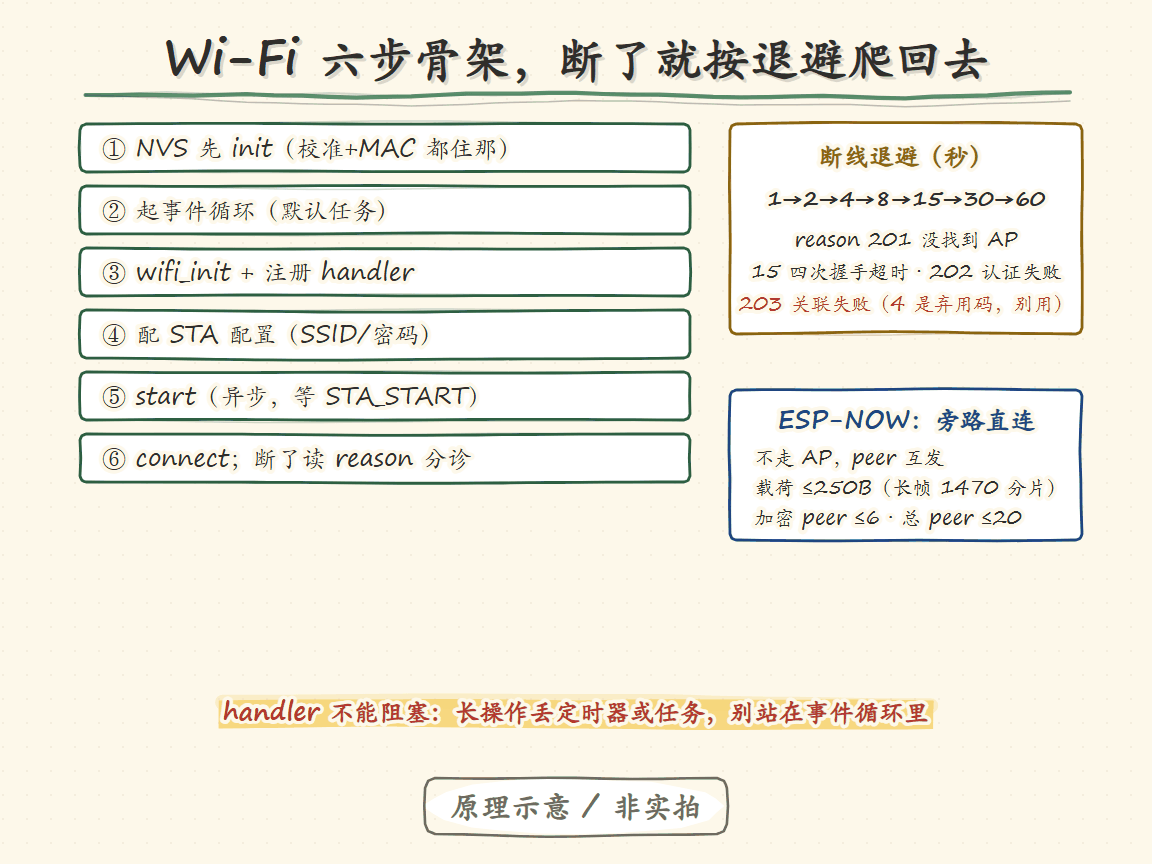 Wi-Fi 六步骨架，断了就按退避爬回去
① NVS 先 init（校准+MAC 都住那）
② 起事件循环（默认任务）
③ wifi_init + 注册 handler
④ 配 STA 配置（SSID/密码）
⑤ start（异步，等 STA_START）
⑥ connect；断了读 reason 分诊
断线退避（秒）
1→2→4→8→15→30→60
reason 201 没找到 AP
15 四次握手超时 · 202 认证失败
203 关联失败（4 是弃用码，别用）
ESP-NOW：旁路直连
不走 AP，peer 互发
载荷 ≤250B（长帧 1470 分片）
加密 peer ≤6 · 总 peer ≤20
handler 不能阻塞：长操作丢定时器或任务，别站在事件循环里
原理示意 / 非实拍